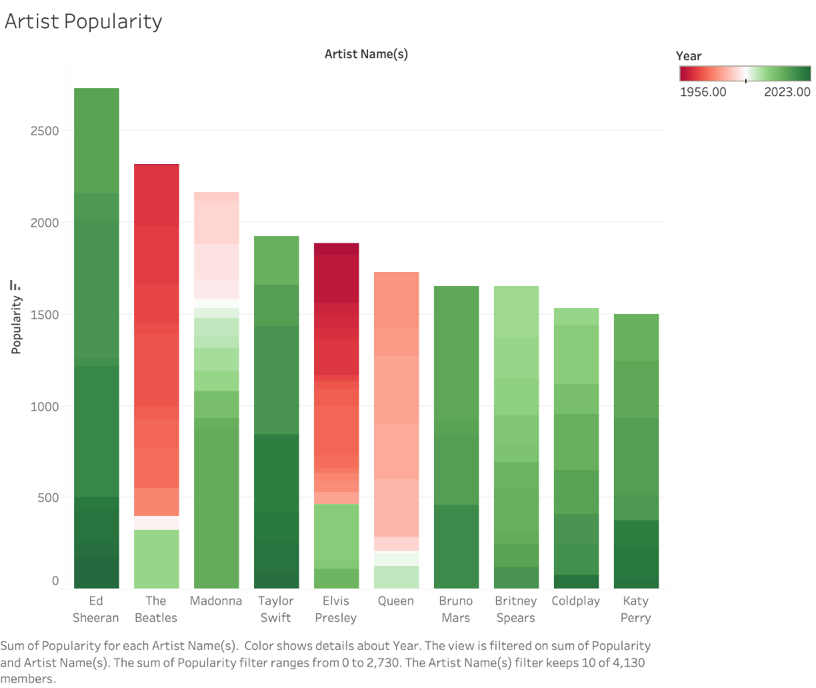 Artist Popularity
Artist Name(s)
Year
1956.00 2023.00
Popularity
2500
2000
1500
1000
500
0
Ed Sheeran
The Beatles
Madonna
Taylor Swift
Elvis Presley
Queen
Bruno Mars
Britney Spears
Coldplay
Katy Perry
Sum of Popularity for each Artist Name(s).  Color shows details about Year. The view is filtered on sum of Popularity
and Artist Name(s). The sum of Popularity filter ranges from 0 to 2,730. The Artist Name(s) filter keeps 10 of 4,130
members.